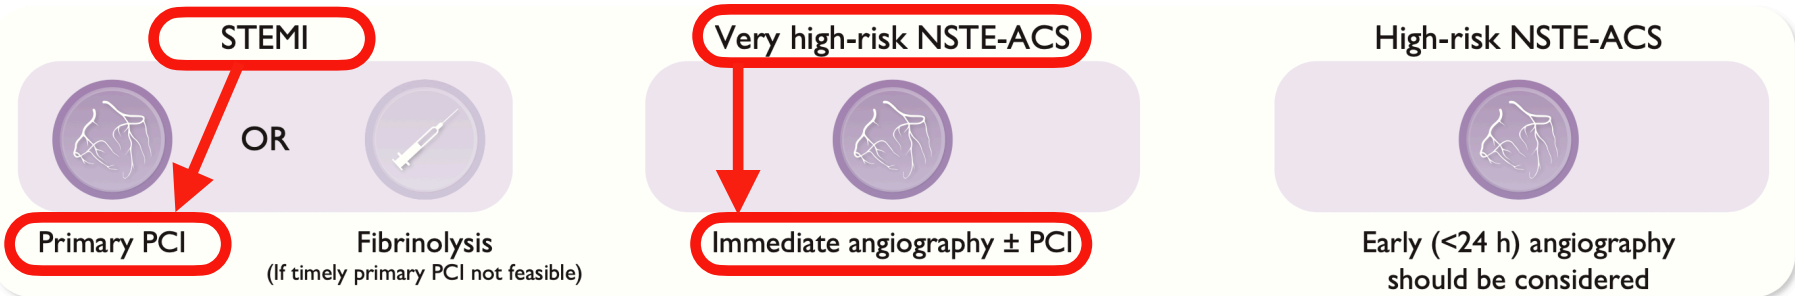 STEMI
OR
Primary PCI
Fibrinolysis
(If timely primary PCI not feasible)
Very high-risk NSTE-ACS
Immediate angiography ± PCI
High-risk NSTE-ACS
Early (<24 h) angiography
should be considered